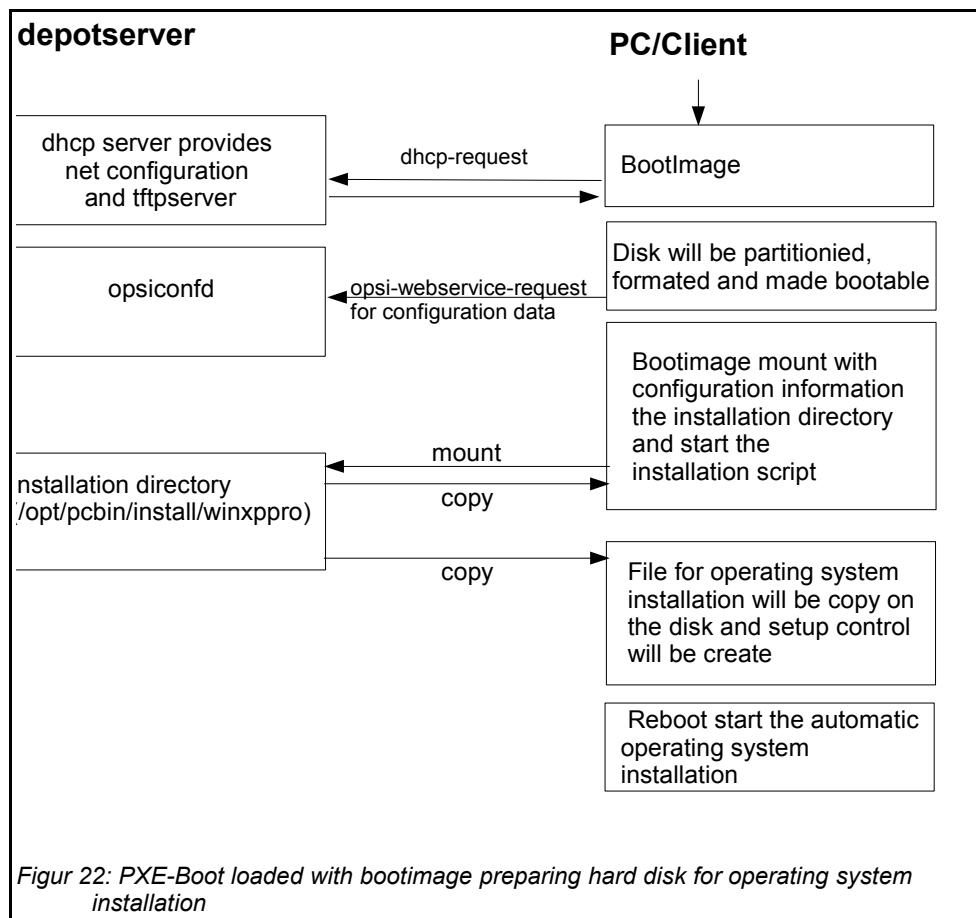 depotserver
PC/Client
dhcp server provides
net configuration
and tftpserver
dhcp-request
BootImage
opsiconfd
opsi-webservice-request
for configuration data
Disk will be partitionied,
formated and made bootable
Bootimage mount with
configuration information
the installation directory
and start the
installation script
mount
copy
nstallation directory
(/opt/pcbin/install/winxppro)
copy
File for operating system
installation will be copy on
the disk and setup control
will be create
Reboot start the automatic
operating system
installation
Figur 22: PXE-Boot loaded with bootimage preparing hard disk for operating system
installation